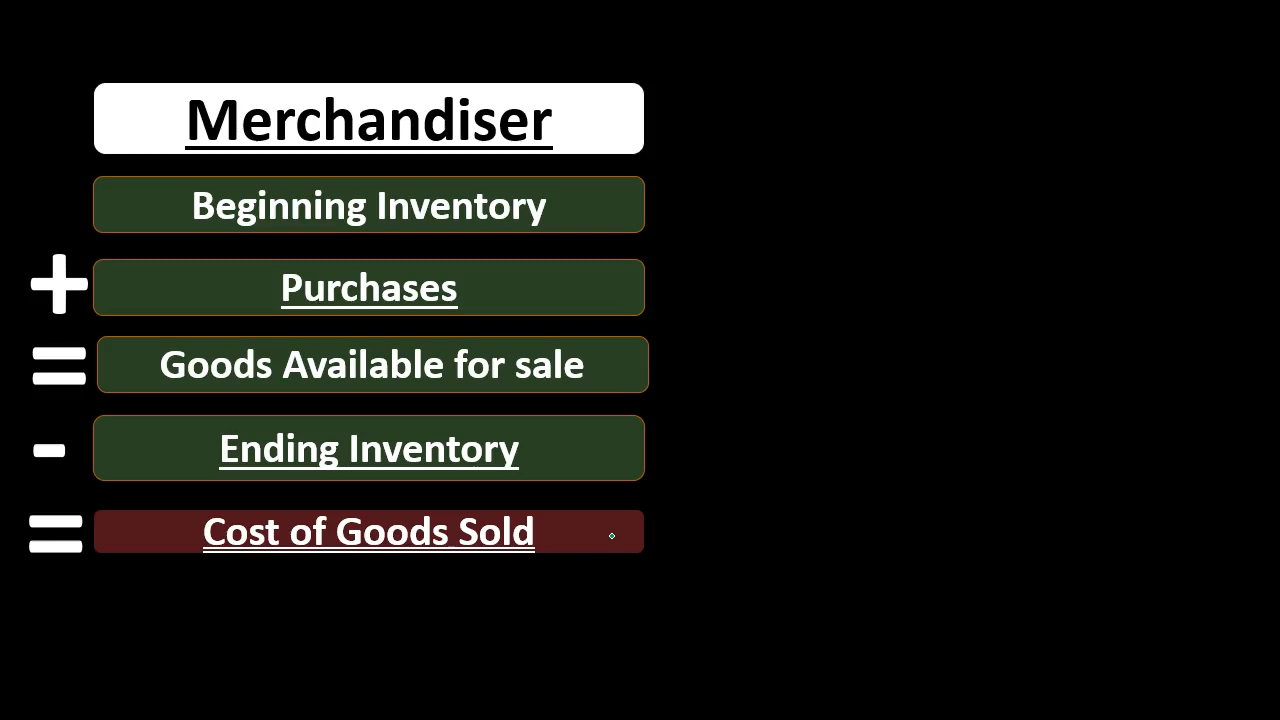 Merchandiser
Beginning Inventory
+ Purchases
= Goods Available for sale
- Ending Inventory
= Cost of Goods Sold